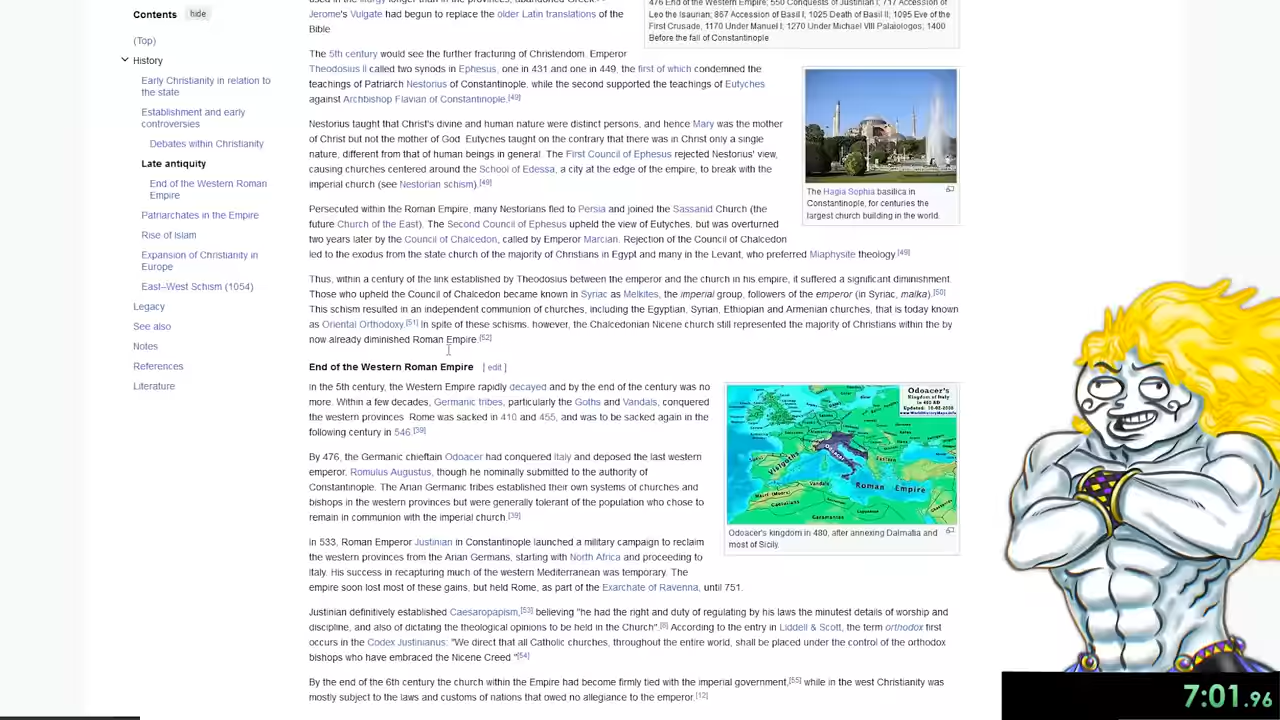 Contents hide
(Top)
History
Early Christianity in relation to
the state
Establishment and early
controversies
Debates within Christianity
Late antiquity
End of the Western Roman
Empire
Patriarchates in the Empire
Rise of Islam
Expansion of Christianity in
Europe
East–West Schism (1054)
Legacy
See also
Notes
References
Literature
Jerome's Vulgate had begun to replace the older Latin translations of the
Bible
The 5th century would see the further fracturing of Christendom. Emperor
Theodosius II called two synods in Ephesus, one in 431 and one in 449, the first of which condemned the
teachings of Patriarch Nestorius of Constantinople, while the second supported the teachings of Eutyches
against Archbishop Flavian of Constantinople.[49]
Nestorius taught that Christ's divine and human nature were distinct persons, and hence Mary was the mother
of Christ but not the mother of God. Eutyches taught on the contrary that there was in Christ only a single
nature, different from that of human beings in general. The First Council of Ephesus rejected Nestorius' view,
causing churches centered around the School of Edessa, a city at the edge of the empire, to break with the
imperial church (see Nestorian schism).[49]
Persecuted within the Roman Empire, many Nestorians fled to Persia and joined the Sassanid Church (the
future Church of the East). The Second Council of Ephesus upheld the view of Eutyches, but was overturned
two years later by the Council of Chalcedon, called by Emperor Marcian. Rejection of the Council of Chalcedon
led to the exodus from the state church of the majority of Christians in Egypt and many in the Levant, who preferred Miaphysite theology.[49]
Thus, within a century of the link established by Theodosius between the emperor and the church in his empire, it suffered a significant diminishment.
Those who upheld the Council of Chalcedon became known in Syriac as Melkites, the imperial group, followers of the emperor (in Syriac, malka).[50]
This schism resulted in an independent communion of churches, including the Egyptian, Syrian, Ethiopian and Armenian churches, that is today known
as Oriental Orthodoxy.[51] In spite of these schisms, however, the Chalcedonian Nicene church still represented the majority of Christians within the by
now already diminished Roman Empire.[52]
End of the Western Roman Empire [ edit ]
In the 5th century, the Western Empire rapidly decayed and by the end of the century was no
more. Within a few decades, Germanic tribes, particularly the Goths and Vandals, conquered
the western provinces. Rome was sacked in 410 and 455, and was to be sacked again in the
following century in 546.[39]
By 476, the Germanic chieftain Odoacer had conquered Italy and deposed the last western
emperor, Romulus Augustus, though he nominally submitted to the authority of
Constantinople. The Arian Germanic tribes established their own systems of churches and
bishops in the western provinces but were generally tolerant of the population who chose to
remain in communion with the imperial church.[39]
In 533, Roman Emperor Justinian in Constantinople launched a military campaign to reclaim
the western provinces from the Arian Germans, starting with North Africa and proceeding to
Italy. His success in recapturing much of the western Mediterranean was temporary. The
empire soon lost most of these gains, but held Rome, as part of the Exarchate of Ravenna, until 751.
Justinian definitively established Caesaropapism,[53] believing "he had the right and duty of regulating by his laws the minutest details of worship and
discipline, and also of dictating the theological opinions to be held in the Church".[8] According to the entry in Liddell & Scott, the term orthodox first
occurs in the Codex Justinianus: "We direct that all Catholic churches, throughout the entire world, shall be placed under the control of the orthodox
bishops who have embraced the Nicene Creed."[54]
By the end of the 6th century the church within the Empire had become firmly tied with the imperial government,[55] while in the west Christianity was
mostly subject to the laws and customs of nations that owed no allegiance to the emperor.[12]
476 End of the Western Empire; 550 Conquests of Justinian I; 717 Accession of
Leo the Isaurian; 867 Accession of Basil I; 1025 Death of Basil II; 1095 Eve of the
First Crusade, 1170 Under Manuel I; 1270 Under Michael VIII Palaiologos; 1400
Before the fall of Constantinople
The Hagia Sophia basilica in
Constantinople, for centuries the
largest church building in the world.
Odoacer's
Kingdom of Italy
in 480 AD
Visigoths
Odoacer
Vandals
Eastern
Roman Empire
Garamantes
Odoacer's kingdom in 480, after annexing Dalmatia and
most of Sicily.
7:01.96